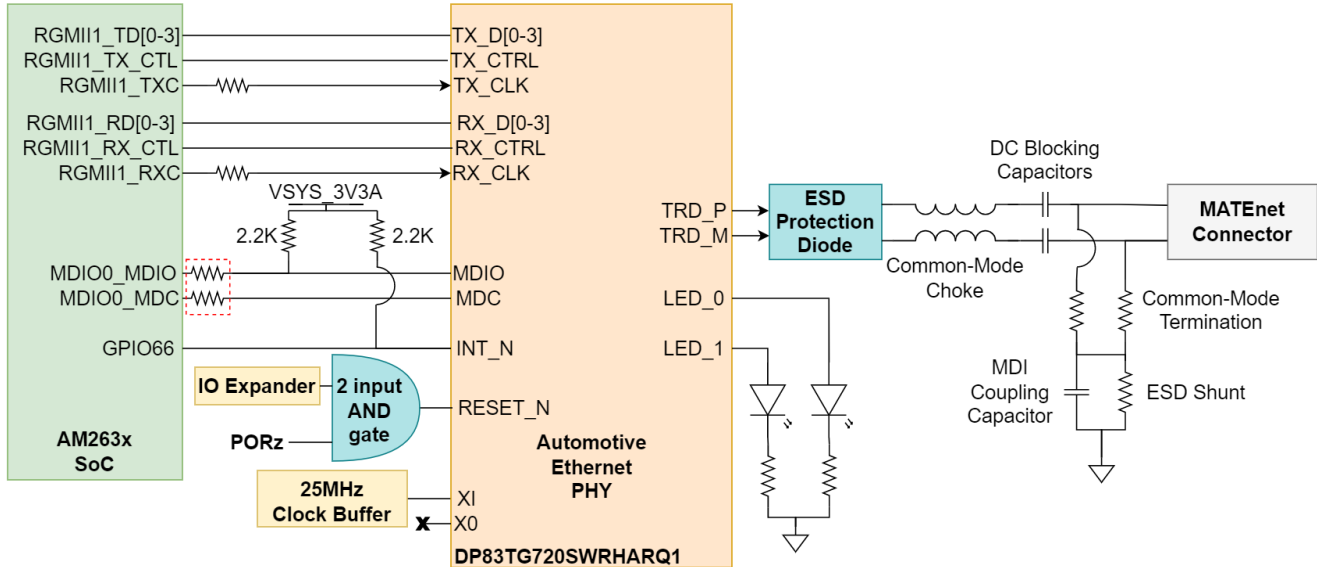 RGMII1_TD[0-3]
RGMII1_TX_CTL
RGMII1_TXC
RGMII1_RD[0-3]
RGMII1_RX_CTL
RGMII1_RXC
MDIO0_MDIO
MDIO0_MDC
GPIO66
AM263x
SoC
VSYS_3V3A
2.2K
2.2K
IO Expander
PORz
2 input
AND
gate
25MHz
Clock Buffer
TX_D[0-3]
TX_CTRL
TX_CLK
RX_D[0-3]
RX_CTRL
RX_CLK
MDIO
MDC
INT_N
RESET_N
XI
X0
TRD_P
TRD_M
LED_0
LED_1
Automotive
Ethernet
PHY
DP83TG720SWRHARQ1
ESD
Protection
Diode
Common-Mode
Choke
DC Blocking
Capacitors
MATEnet
Connector
Common-Mode
Termination
MDI
Coupling
Capacitor
ESD Shunt